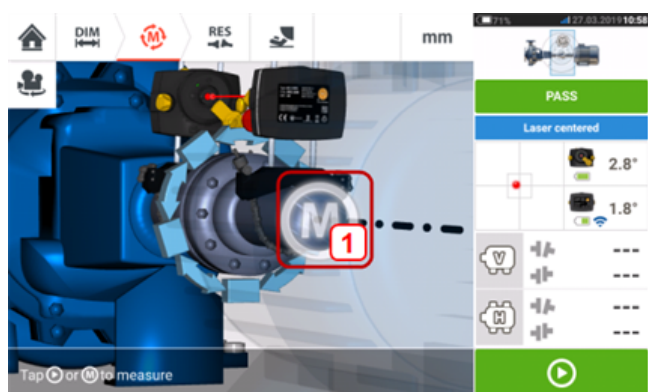 71% 27.03.2019 10:58
DIM
M
RES
mm
PASS
Laser centered
2.8°
1.8°
M
1
V
---
---
H
---
---
Tap or M to measure